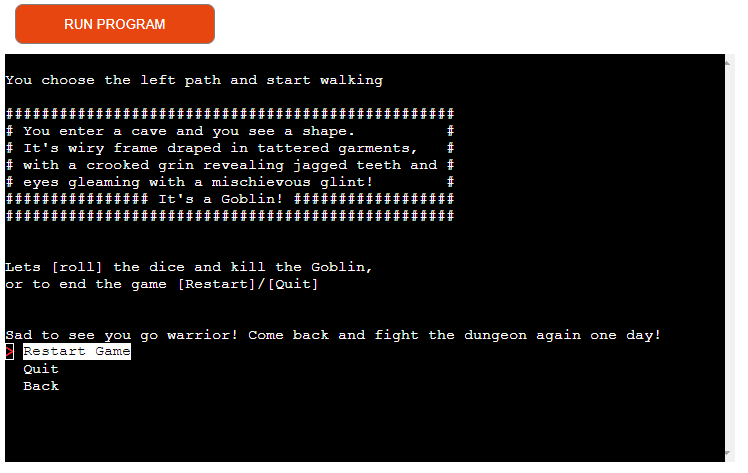 RUN PROGRAM
You choose the left path and start walking
##################################################
# You enter a cave and you see a shape.          #
# It's wiry frame draped in tattered garments,   #
# with a crooked grin revealing jagged teeth and #
# eyes gleaming with a mischievous glint!        #
################ It's a Goblin! ##################
##################################################
Lets [roll] the dice and kill the Goblin,
or to end the game [Restart]/[Quit]
Sad to see you go warrior! Come back and fight the dungeon again one day!
> Restart Game
Quit
Back